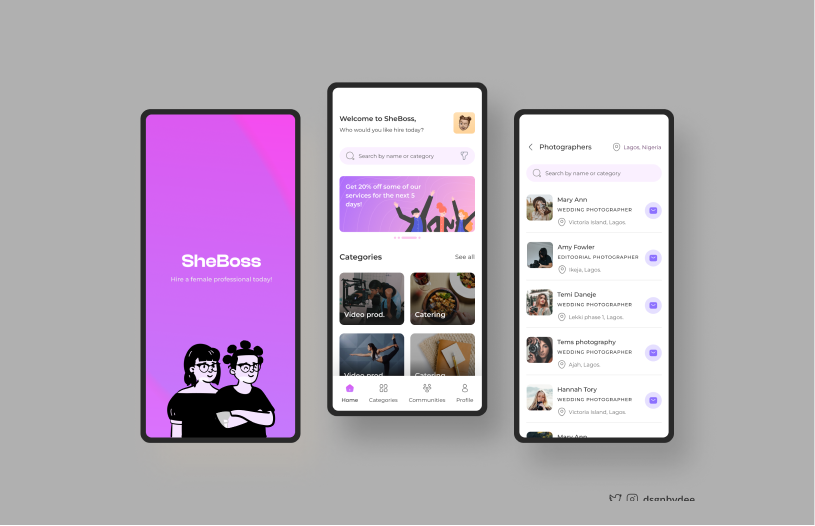 SheBoss
Hire a female professional today!
Welcome to SheBoss,
Who would you like hire today?
Search by name or category
Get 20% off some of our
services for the next 5
days!
Categories
See all
Video prod.
Catering
Video prod.
Catering
Home
Categories
Communities
Profile
Photographers
Lagos, Nigeria
Search by name or category
Mary Ann
WEDDING PHOTOGRAPHER
Victoria Island, Lagos.
Amy Fowler
EDITOORIAL PHOTOGRAPHER
Ikeja, Lagos.
Temi Daneje
WEDDING PHOTOGRAPHER
Lekki phase 1, Lagos.
Tems photography
WEDDING PHOTOGRAPHER
Ajah, Lagos.
Hannah Tory
WEDDING PHOTOGRAPHER
Victoria Island, Lagos.
Mary Ann
dsgnbydee